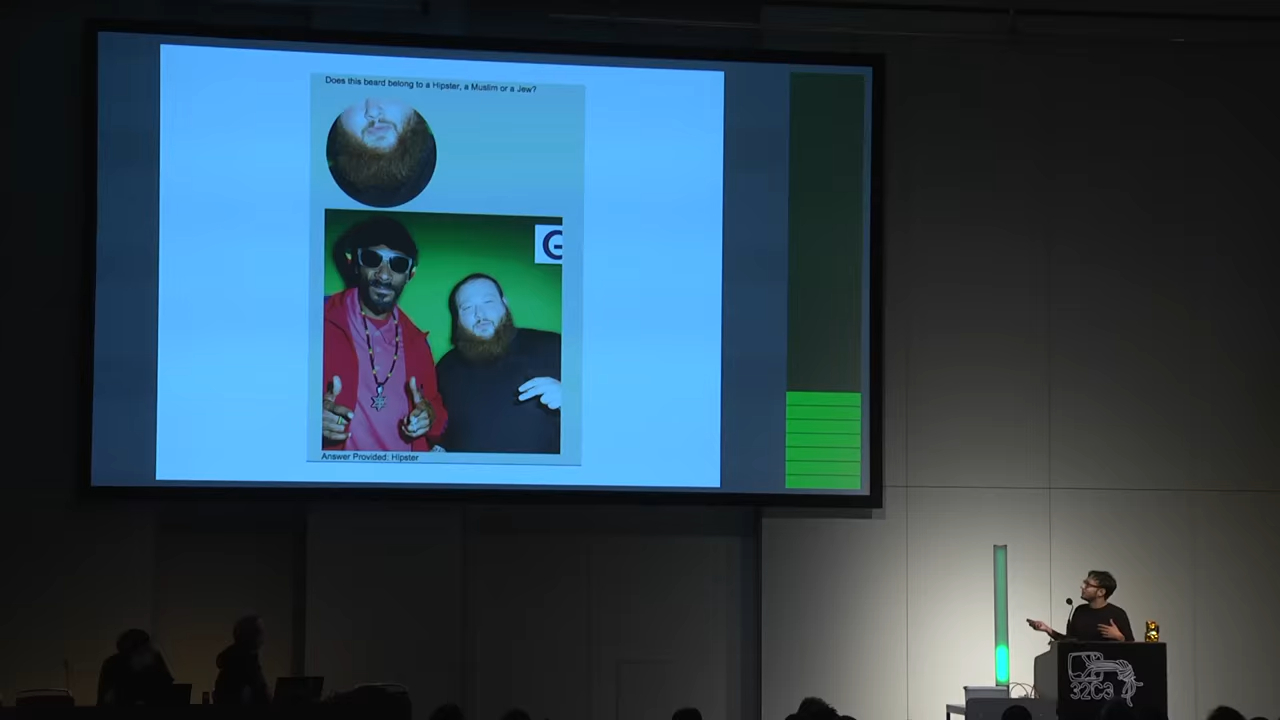 Does this beard belong to a Hipster, a Muslim or a Jew?
G
Answer Provided: Hipster
32C3